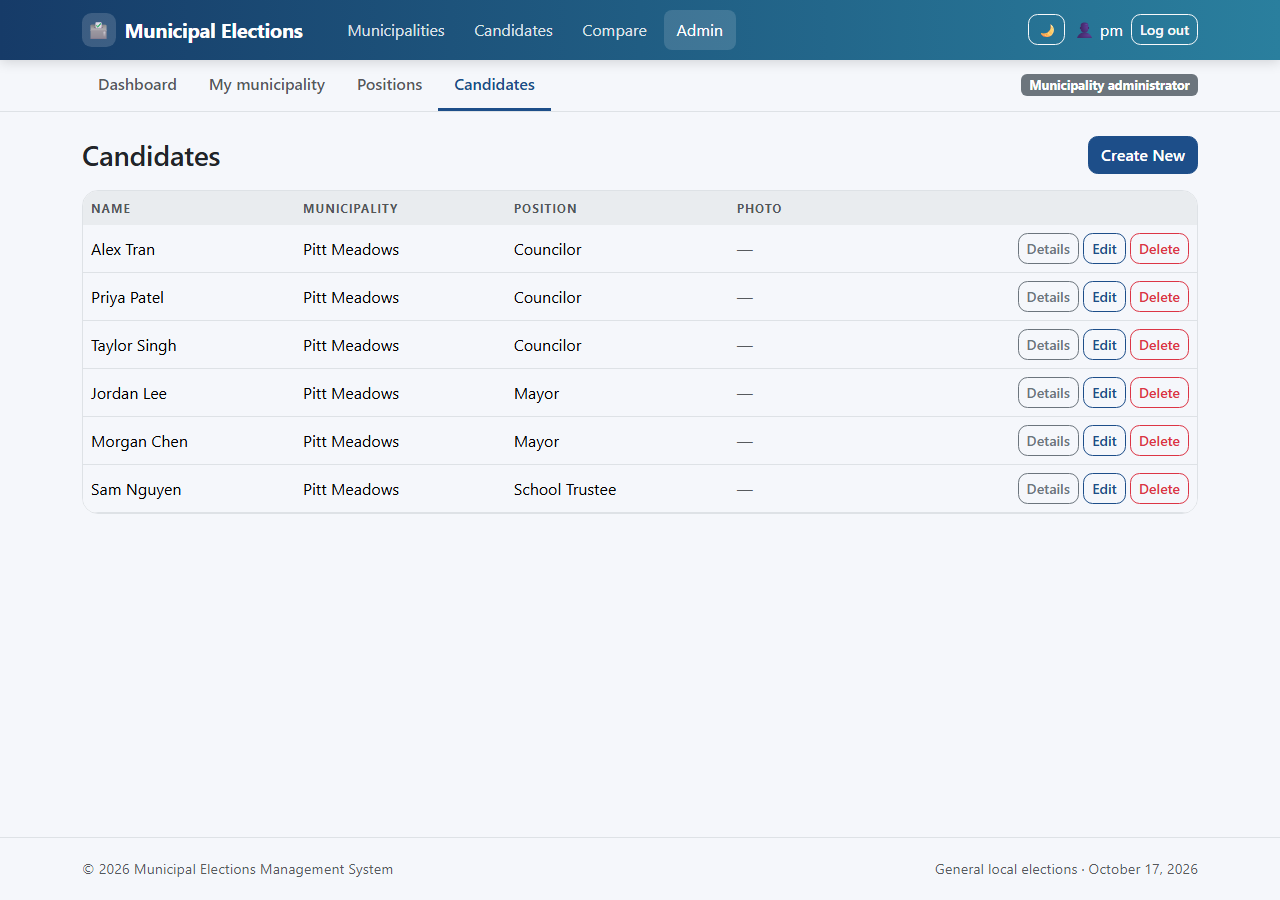 Municipal Elections Municipalities Candidates Compare Admin pm Log out
Dashboard My municipality Positions Candidates Municipality administrator
Candidates Create New
NAME MUNICIPALITY POSITION PHOTO
Alex Tran Pitt Meadows Councilor — Details Edit Delete
Priya Patel Pitt Meadows Councilor — Details Edit Delete
Taylor Singh Pitt Meadows Councilor — Details Edit Delete
Jordan Lee Pitt Meadows Mayor — Details Edit Delete
Morgan Chen Pitt Meadows Mayor — Details Edit Delete
Sam Nguyen Pitt Meadows School Trustee — Details Edit Delete
© 2026 Municipal Elections Management System General local elections · October 17, 2026